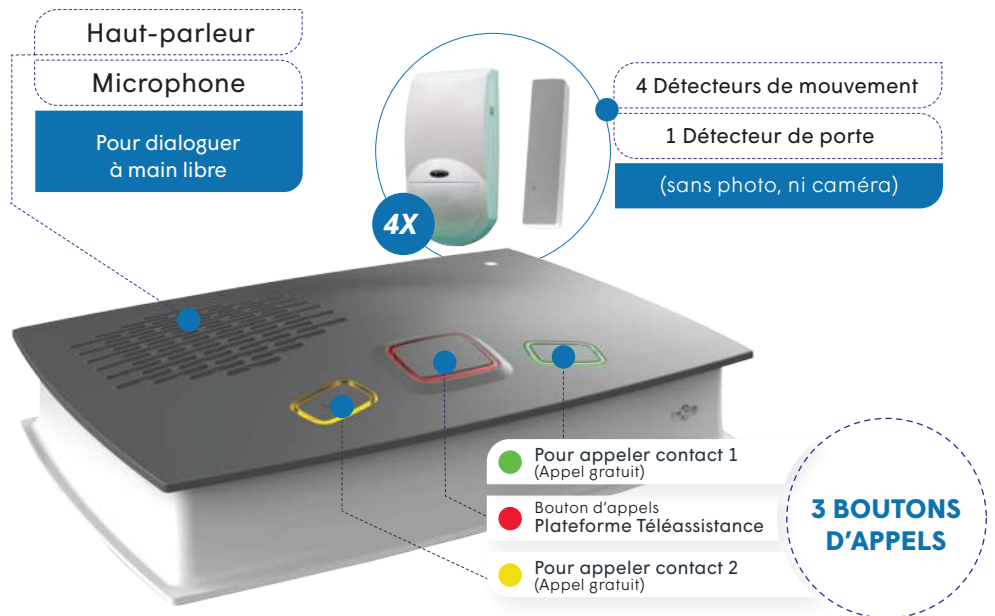 Haut-parleur
Microphone
Pour dialoguer
à main libre
4X
4 Détecteurs de mouvement
1 Détecteur de porte
(sans photo, ni caméra)
Pour appeler contact 1
(Appel gratuit)
Bouton d’appels
Plateforme Téléassistance
Pour appeler contact 2
(Appel gratuit)
3 BOUTONS
D’APPELS